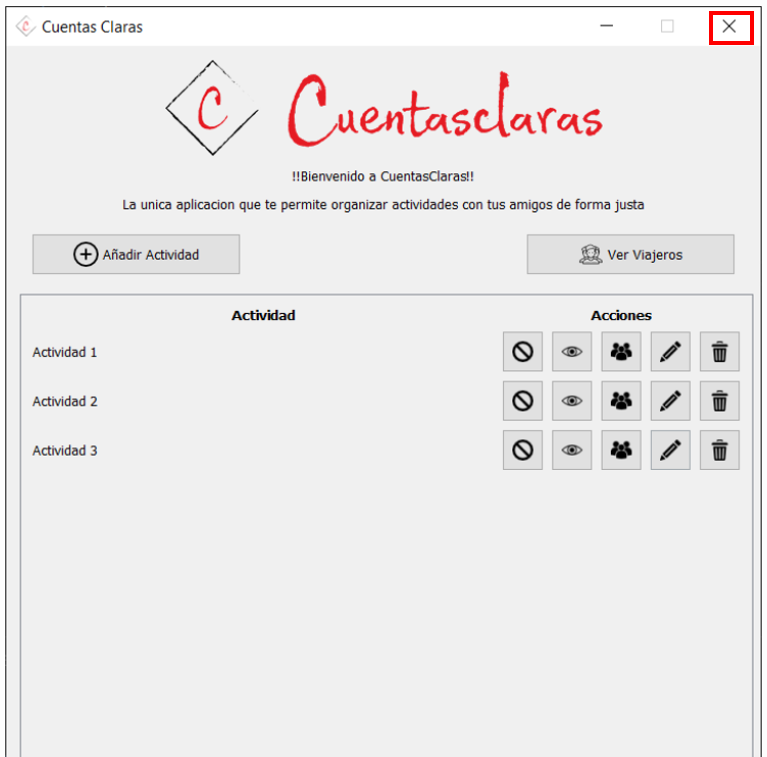 Cuentas Claras
C Cuentasclaras
!!Bienvenido a CuentasClaras!!
La unica aplicacion que te permite organizar actividades con tus amigos de forma justa
Añadir Actividad Ver Viajeros
Actividad Acciones
Actividad 1
Actividad 2
Actividad 3